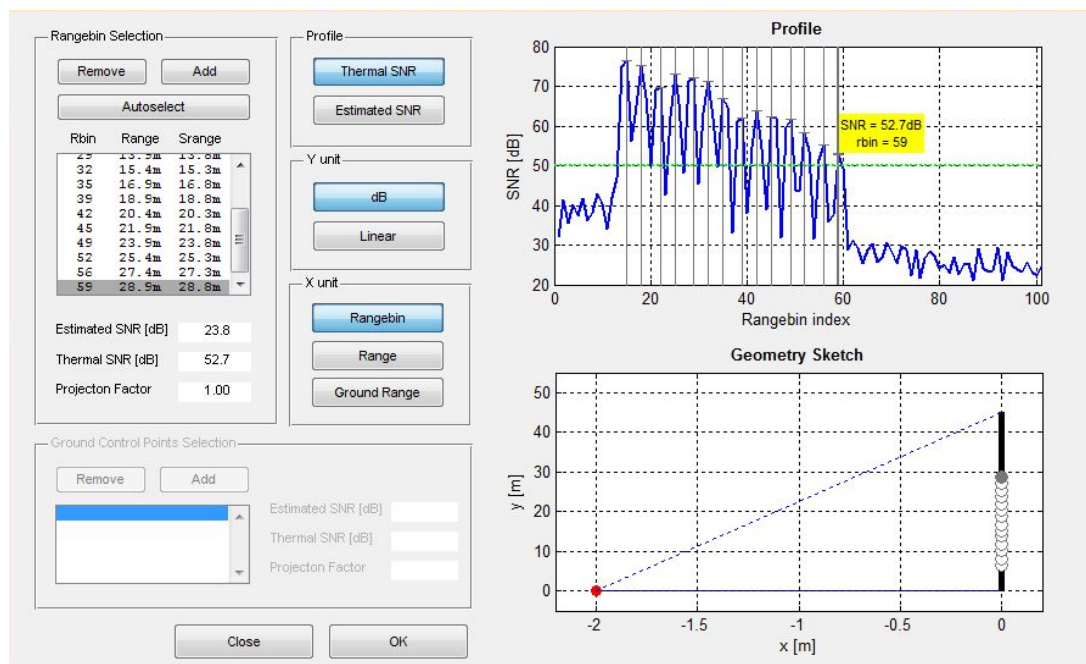 Rangebin Selection
Remove Add
Autoselect
Rbin Range Srange
29 13.9m 13.8m
32 15.4m 15.3m
35 16.9m 16.8m
39 18.9m 18.8m
42 20.4m 20.3m
45 21.9m 21.8m
49 23.9m 23.8m
52 25.4m 25.3m
56 27.4m 27.3m
59 28.9m 28.8m
Estimated SNR [dB] 23.8
Thermal SNR [dB] 52.7
Projecton Factor 1.00
Profile
Thermal SNR
Estimated SNR
Y unit
dB
Linear
X unit
Rangebin
Range
Ground Range
Ground Control Points Selection
Remove Add
Estimated SNR [dB]
Thermal SNR [dB]
Projecton Factor
Close OK
Profile
SNR [dB]
80
70
60
50
40
30
20
SNR = 52.7dB
rbin = 59
0 20 40 60 80 100
Rangebin index
Geometry Sketch
y [m]
50
40
30
20
10
0
-2 -1.5 -1 -0.5 0
x [m]